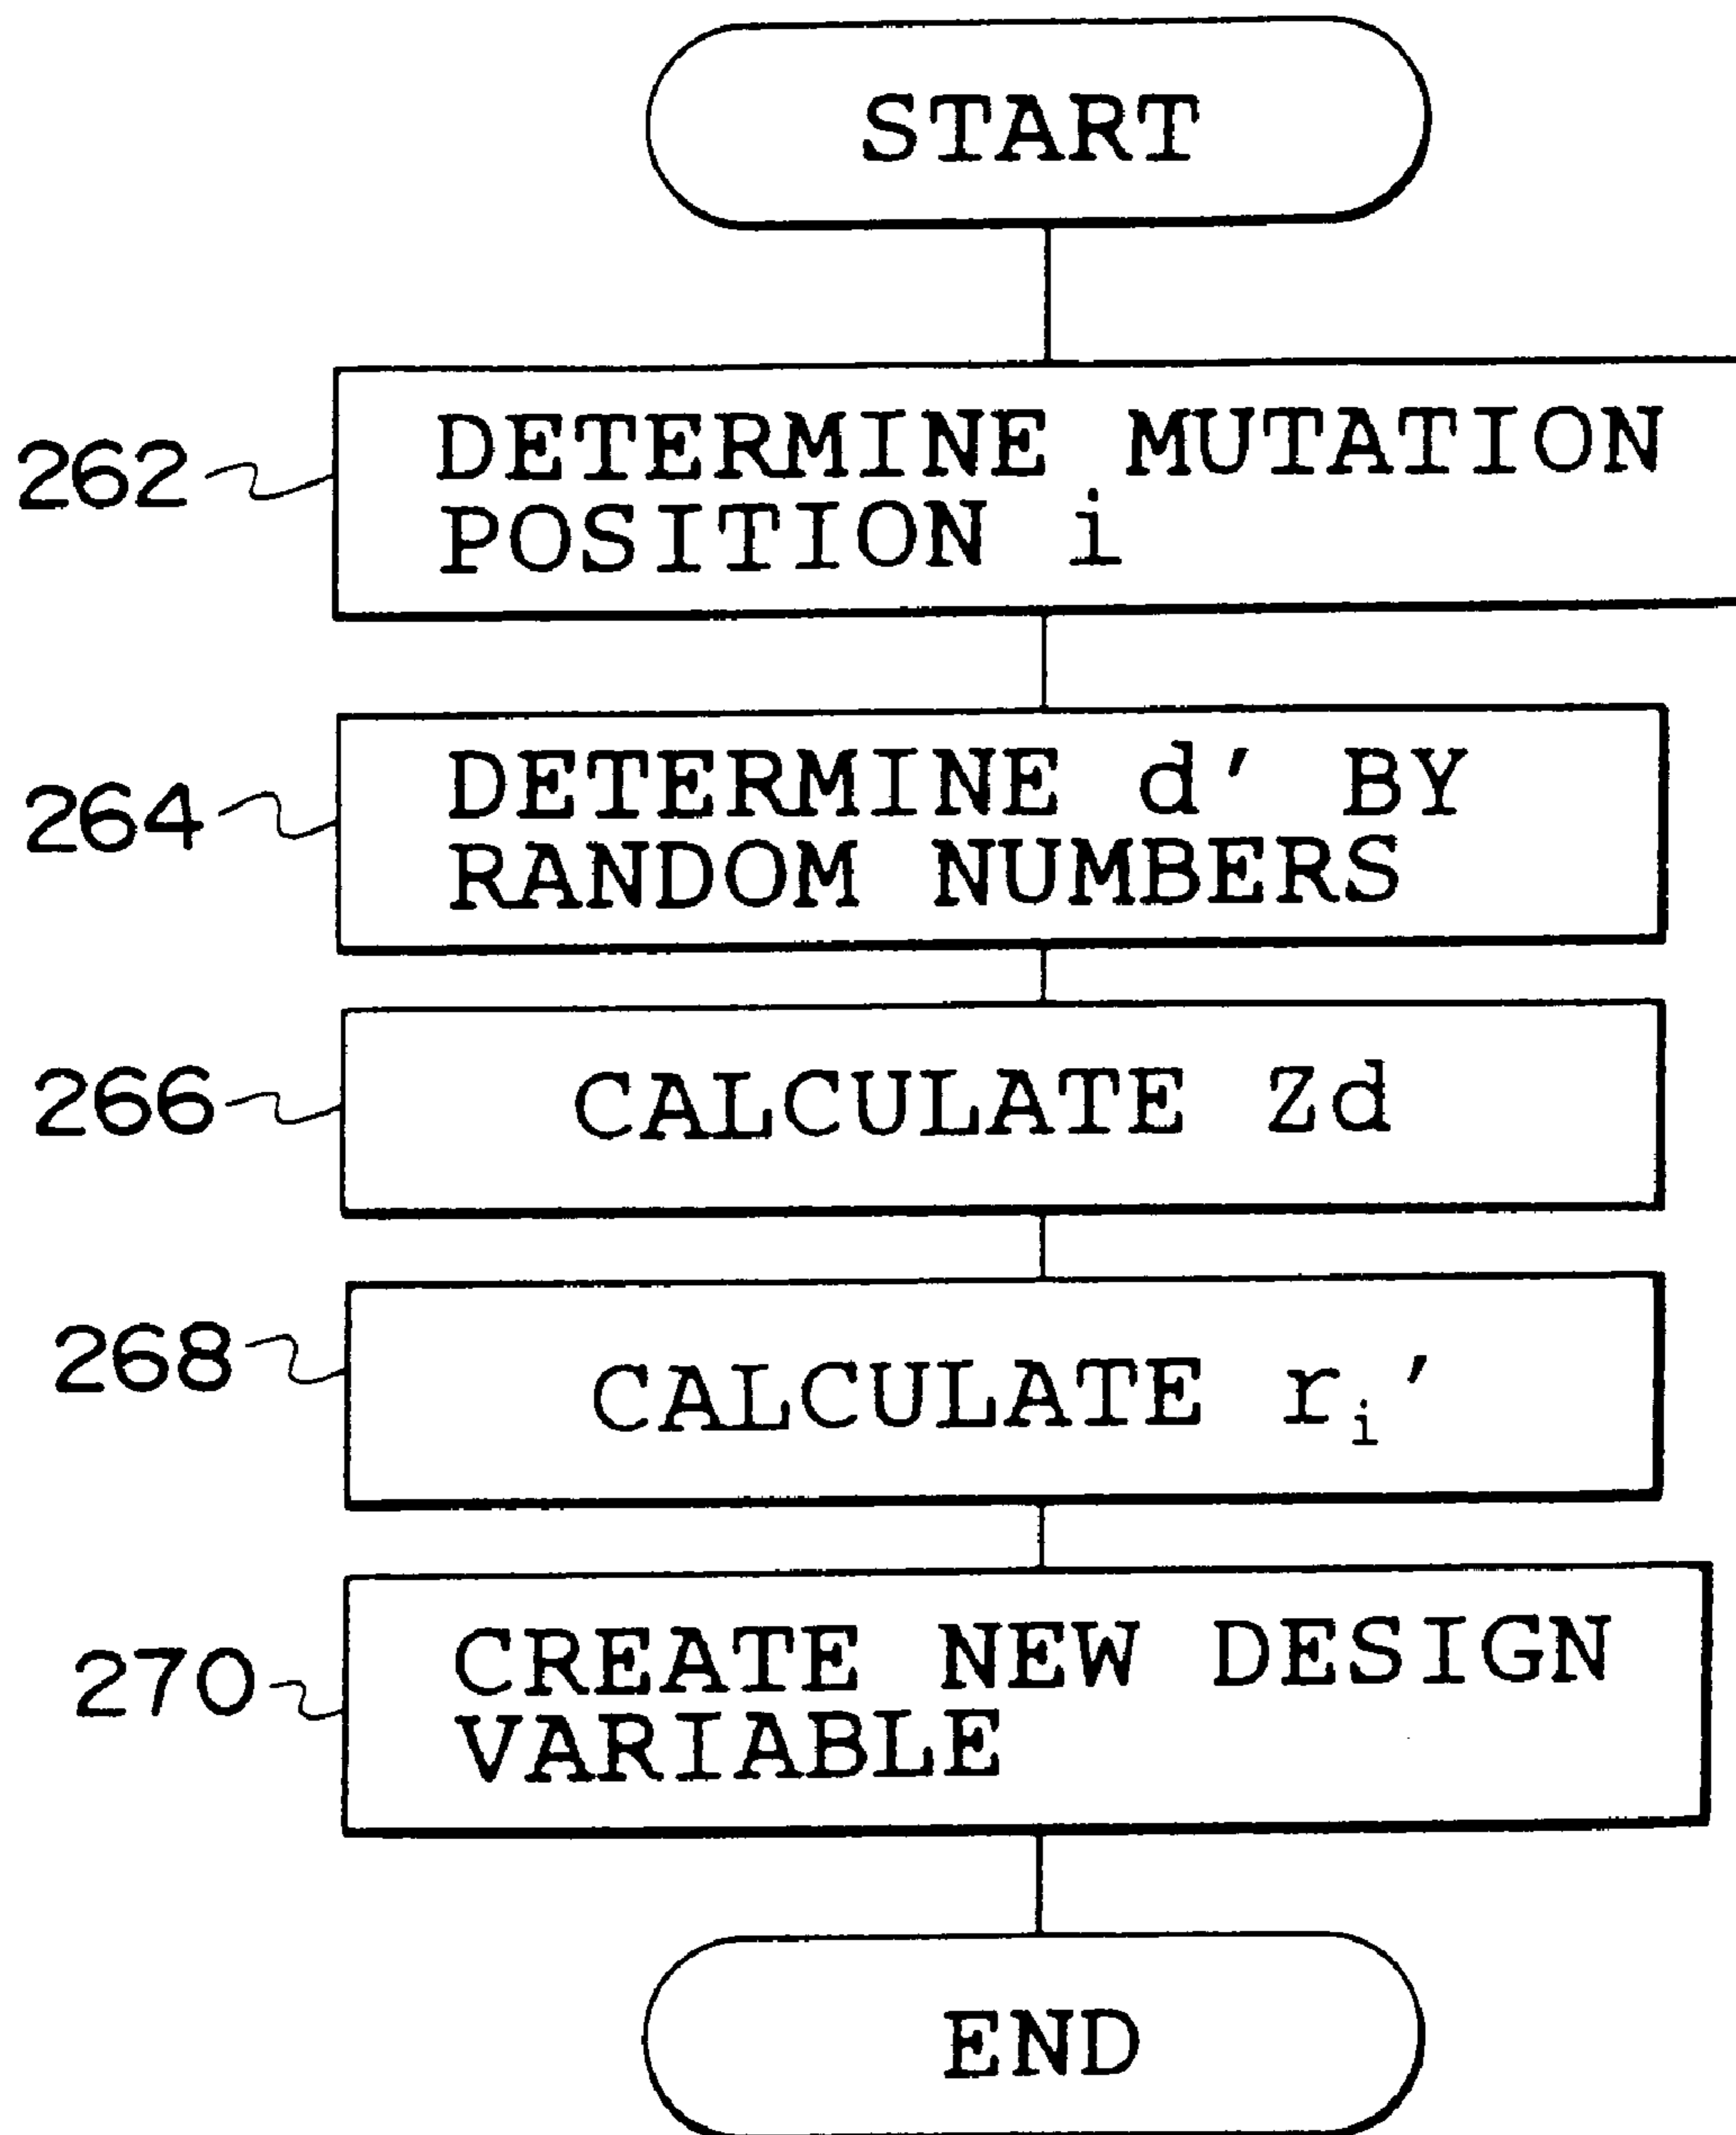 START
262
DETERMINE MUTATION
POSITION i
264
DETERMINE d' BY
RANDOM NUMBERS
266
CALCULATE Zd
268
CALCULATE rᵢ'
270
CREATE NEW DESIGN
VARIABLE
END